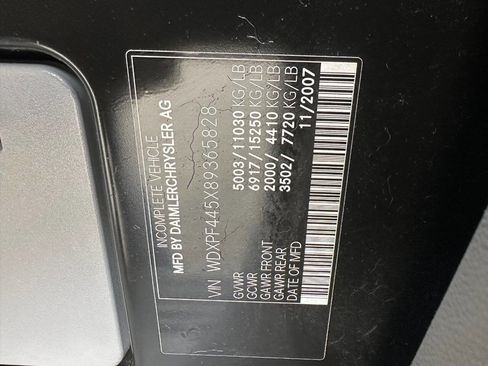 INCOMPLETE VEHICLE
MFD BY DAIMLERCHRYSLER AG
VIN WDXPF445X89365828
GVWR 5003/11030 KG/LB
GCWR 6917/15250 KG/LB
GAWR FRONT 2000/ 4410 KG/LB
GAWR REAR 3502/ 7720 KG/LB
DATE OF MFD 11/2007